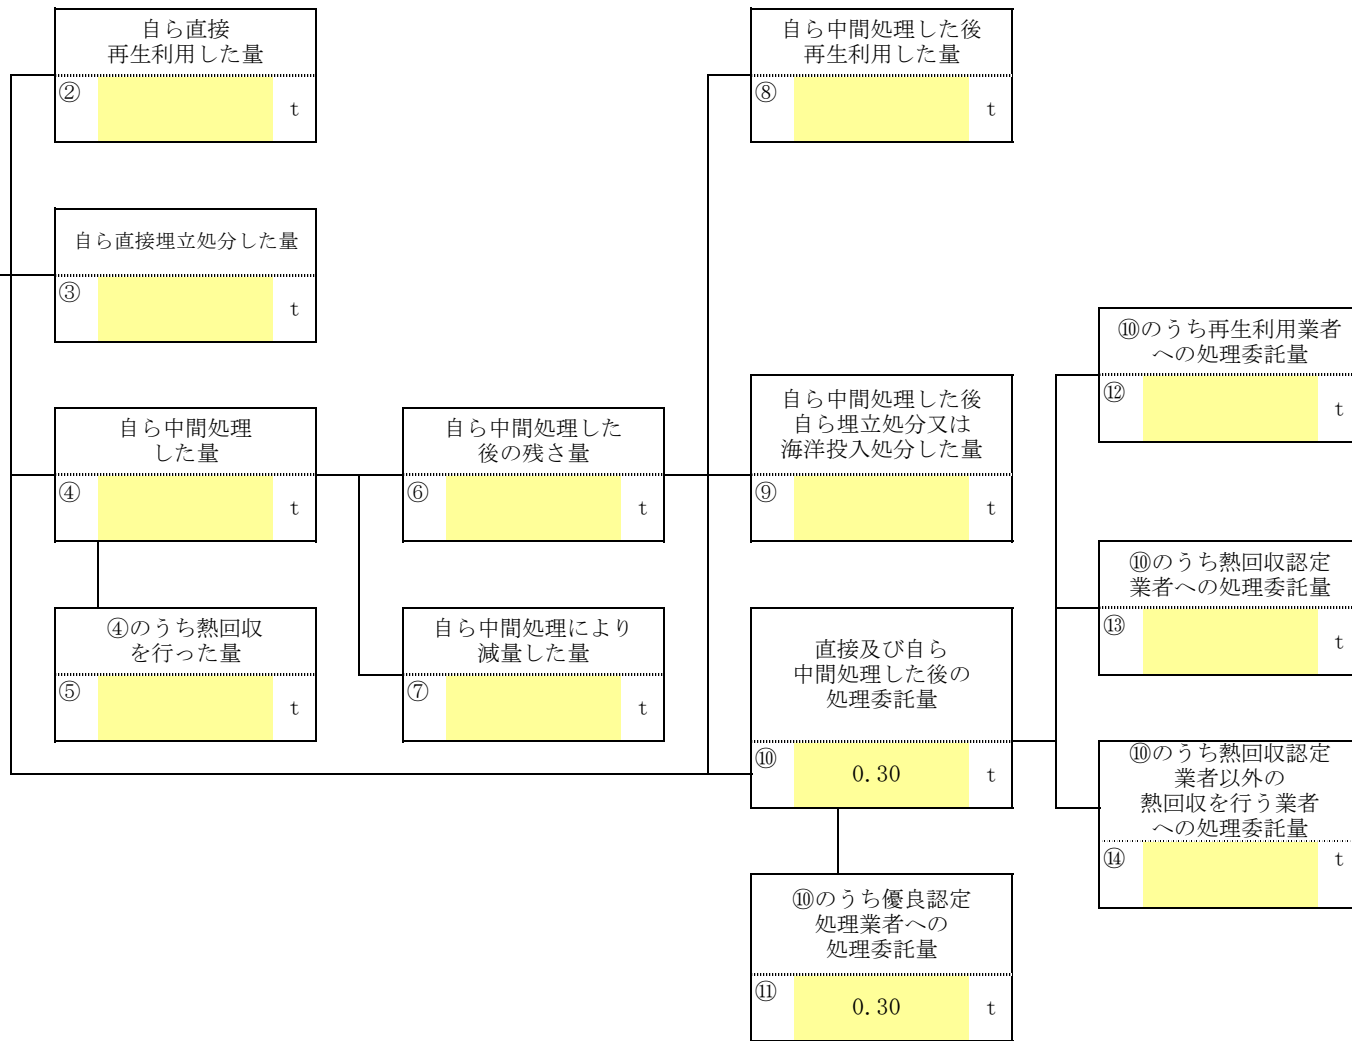 自ら直接
再生利用した量
②
t
自ら中間処理した後
再生利用した量
⑧
t
自ら直接埋立処分した量
③
t
⑩のうち再生利用業者
への処理委託量
⑫
t
自ら中間処理
した量
④
t
自ら中間処理した
後の残さ量
⑥
t
自ら中間処理した後
自ら埋立処分又は
海洋投入処分した量
⑨
t
⑩のうち熱回収認定
業者への処理委託量
⑬
t
④のうち熱回収
を行った量
⑤
t
自ら中間処理により
減量した量
⑦
t
直接及び自ら
中間処理した後の
処理委託量
⑩ 0.30 t
⑩のうち熱回収認定
業者以外の
熱回収を行う業者
への処理委託量
⑭
t
⑩のうち優良認定
処理業者への
処理委託量
⑪ 0.30 t